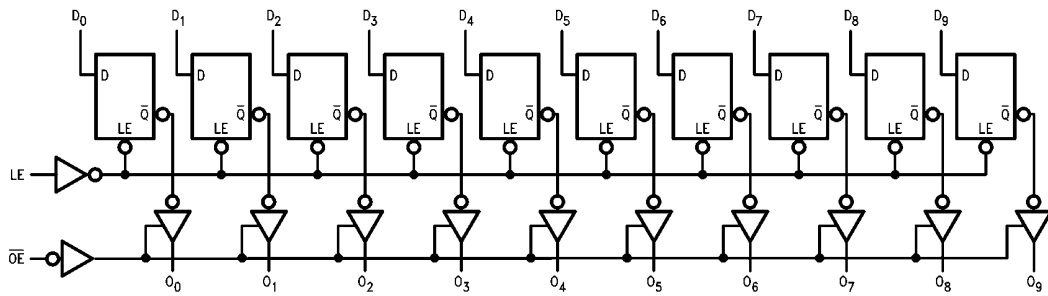 D₀ D₁ D₂ D₃ D₄ D₅ D₆ D₇ D₈ D₉
D D D D D D D D D D
Q̅ Q̅ Q̅ Q̅ Q̅ Q̅ Q̅ Q̅ Q̅ Q̅
LE LE LE LE LE LE LE LE LE LE
LE
O̅E̅
O₀ O₁ O₂ O₃ O₄ O₅ O₆ O₇ O₈ O₉